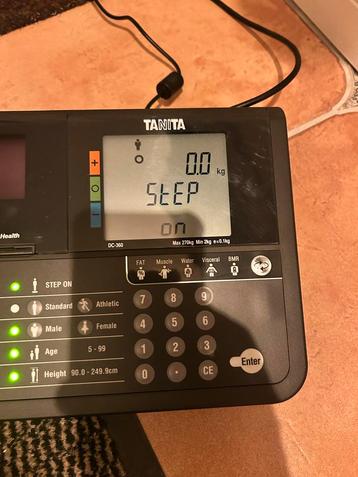 TANITA
0.0 kg
StEP
on
Health
DC-360 Max 270kg Min 2kg e=0.1kg
FAT Muscle Water Visceral BMR
STEP ON
Standard Athletic
Male Female
Age 5 - 99
Height 90.0 - 249.9cm
7 8 9
4 5 6
1 2 3
0 . CE
Enter